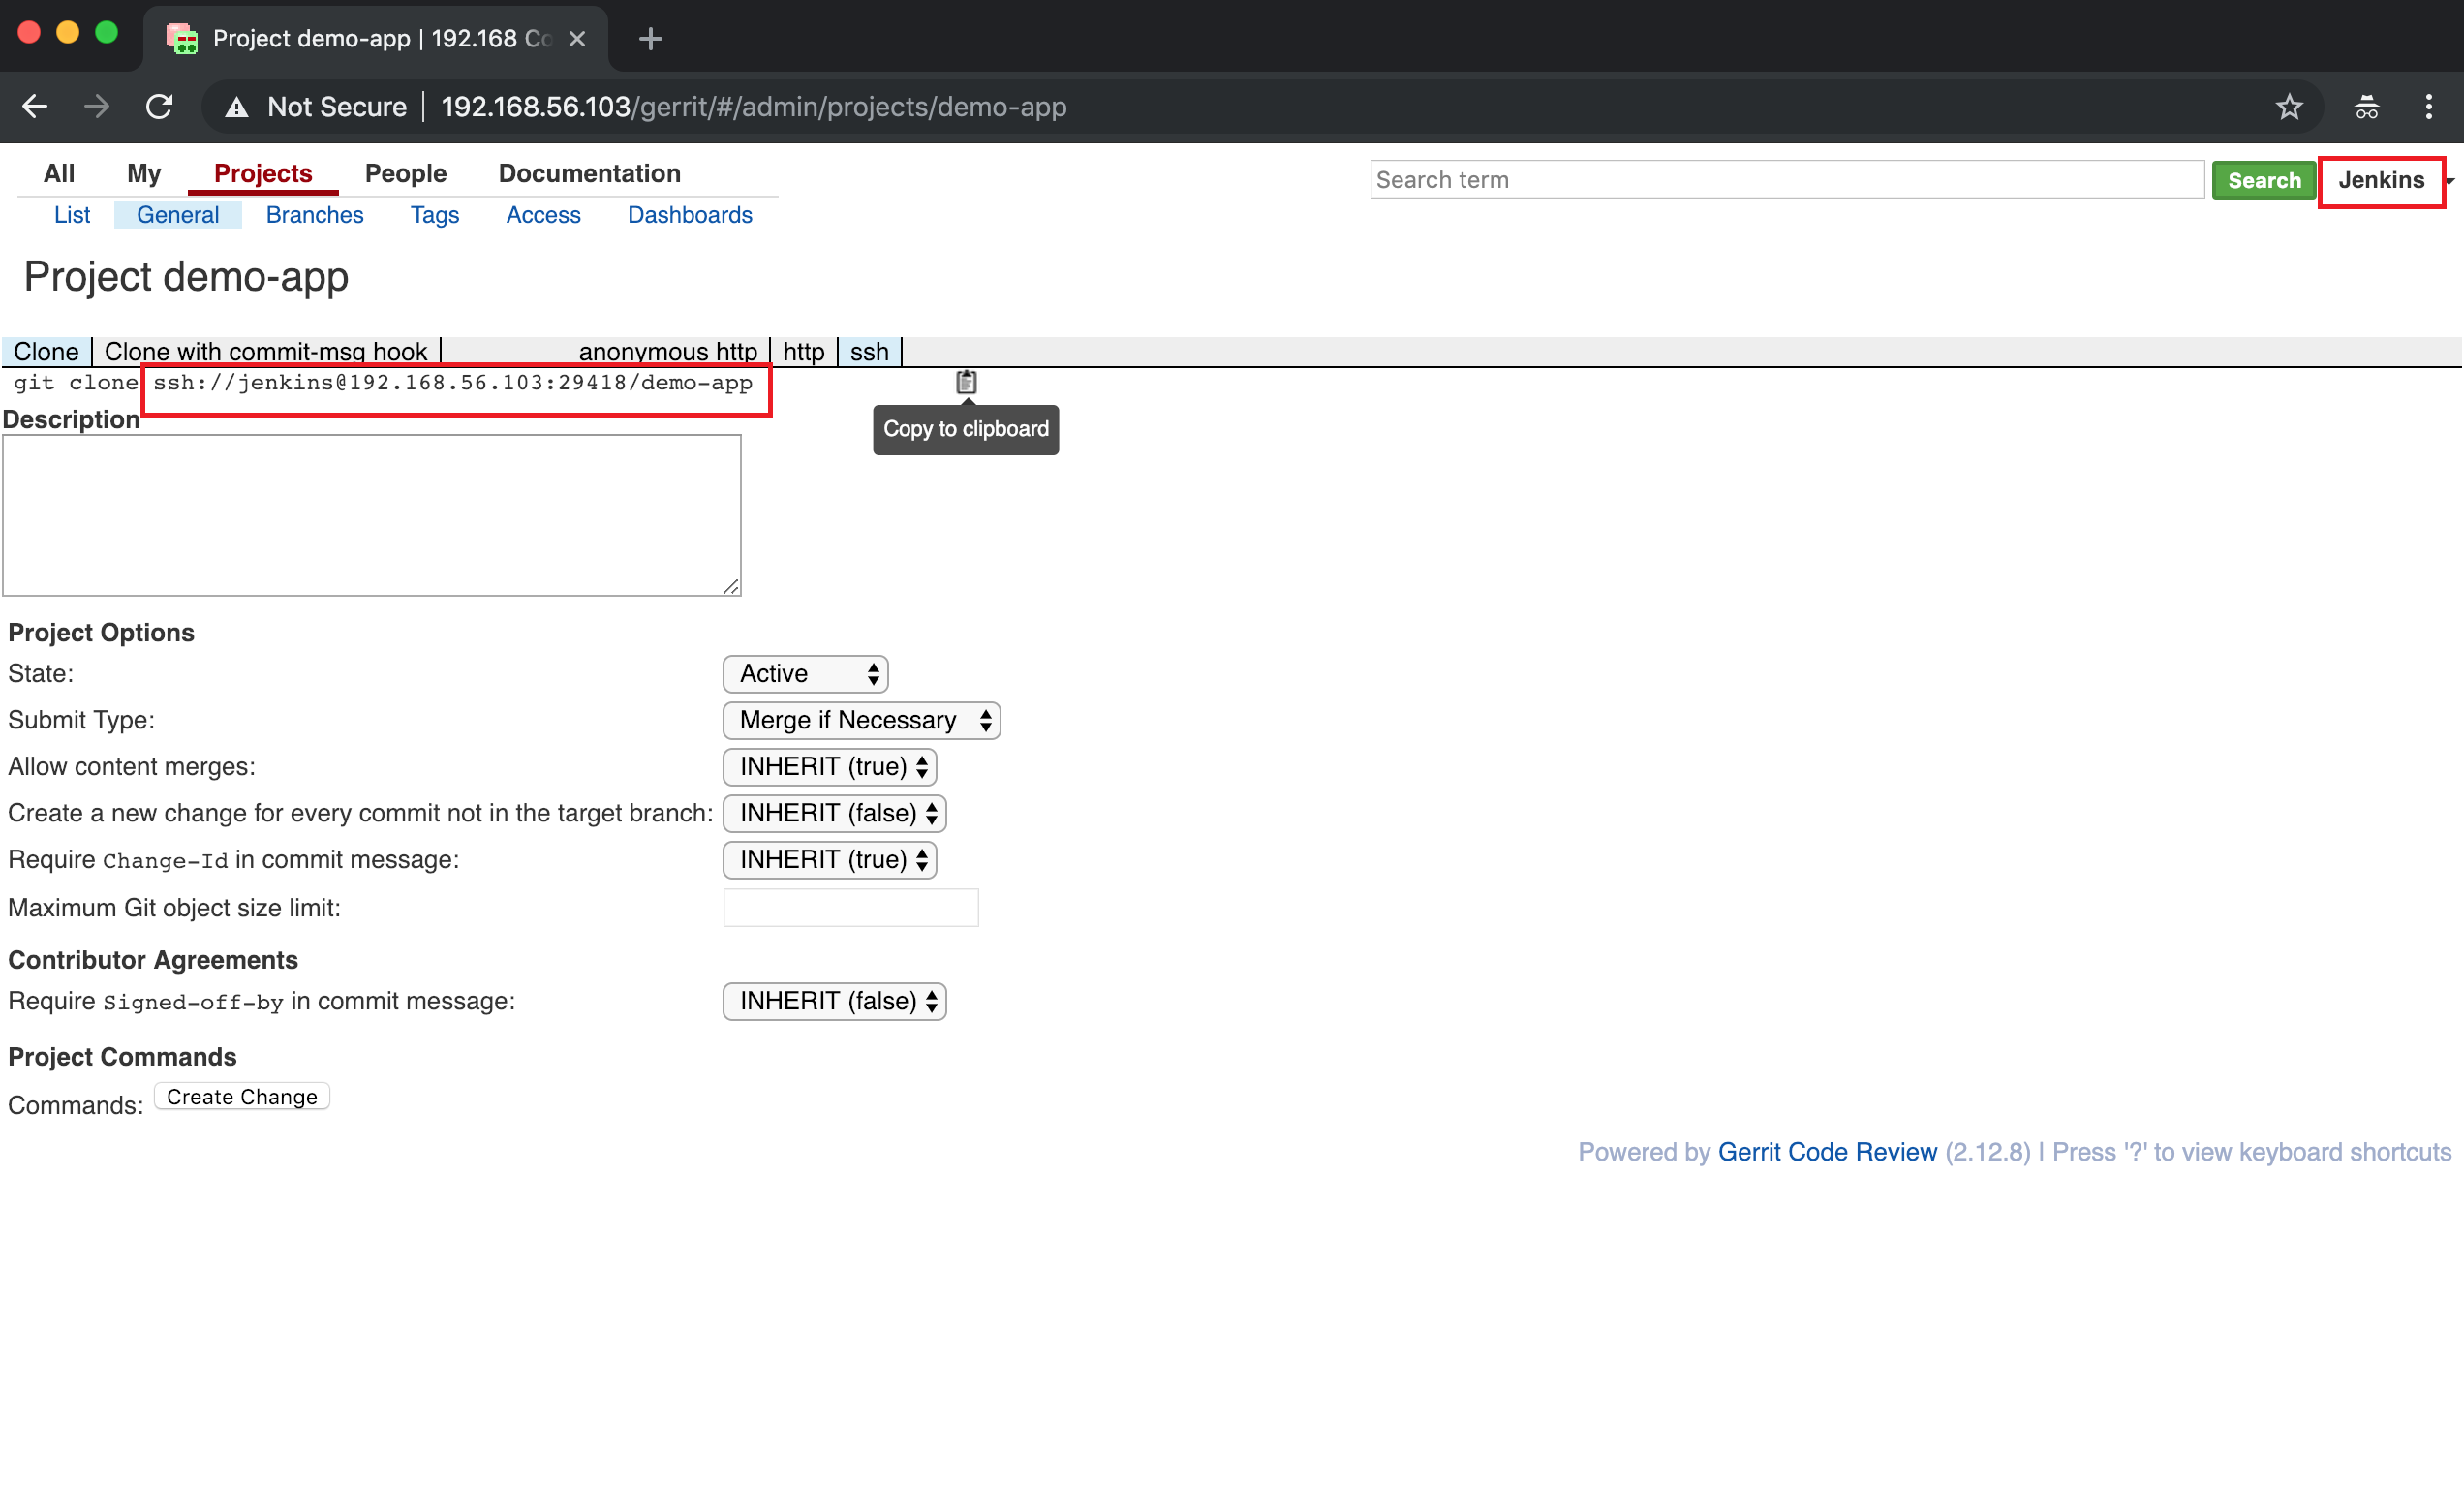 Project demo-app | 192.168 Co
Not Secure | 192.168.56.103/gerrit/#/admin/projects/demo-app
All My Projects People Documentation
Search term Search Jenkins
List General Branches Tags Access Dashboards
Project demo-app
Clone Clone with commit-msg hook anonymous http http ssh
git clone ssh://jenkins@192.168.56.103:29418/demo-app
Description
Copy to clipboard
Project Options
State: Active
Submit Type: Merge if Necessary
Allow content merges: INHERIT (true)
Create a new change for every commit not in the target branch: INHERIT (false)
Require Change-Id in commit message: INHERIT (true)
Maximum Git object size limit:
Contributor Agreements
Require Signed-off-by in commit message: INHERIT (false)
Project Commands
Commands: Create Change
Powered by Gerrit Code Review (2.12.8) | Press '?' to view keyboard shortcuts